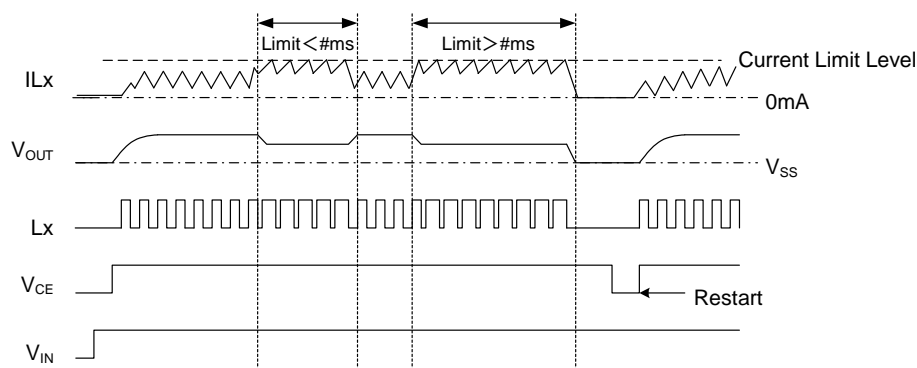 Limit＜#ms
Limit＞#ms
Current Limit Level
ILx
0mA
VOUT
VSS
Lx
VCE
Restart
VIN